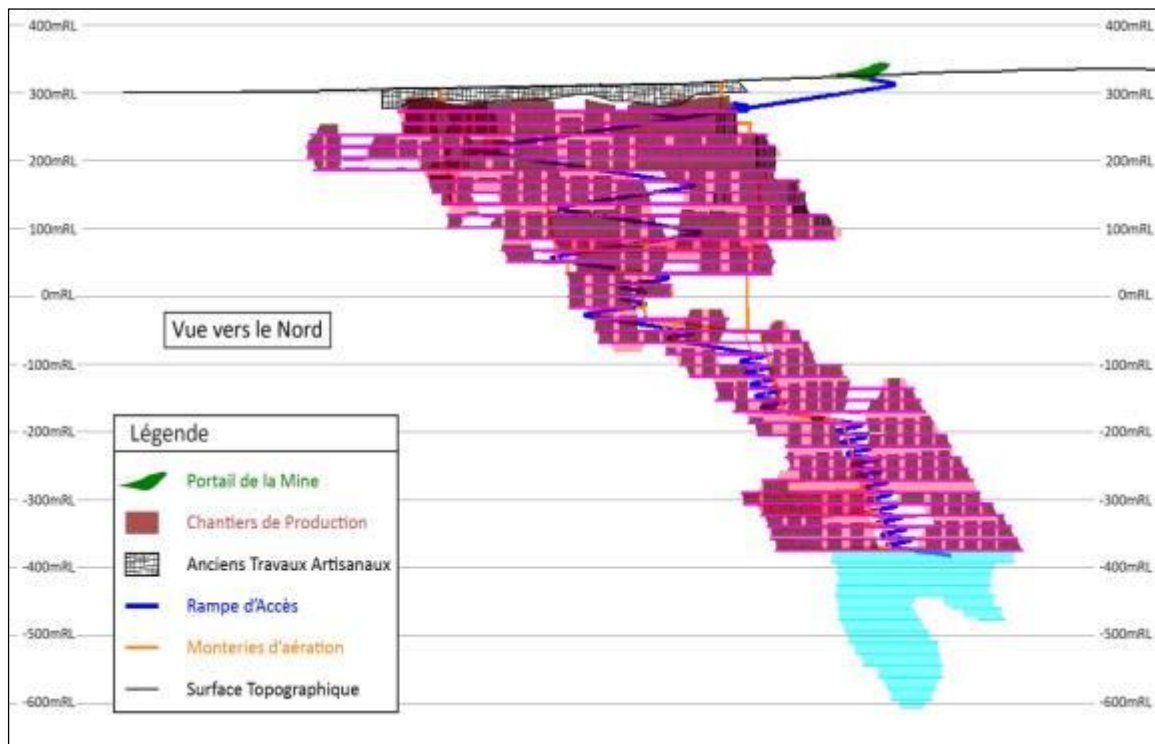 400mRL 400mRL
300mRL 300mRL
200mRL 200mRL
100mRL 100mRL
0mRL 0mRL
Vue vers le Nord
-100mRL -100mRL
-200mRL -200mRL
Légende
Portail de la Mine
-300mRL -300mRL
Chantiers de Production
Anciens Travaux Artisanaux
-400mRL -400mRL
Rampe d'Accès
-500mRL -500mRL
Monteries d'aération
Surface Topographique
-600mRL -600mRL